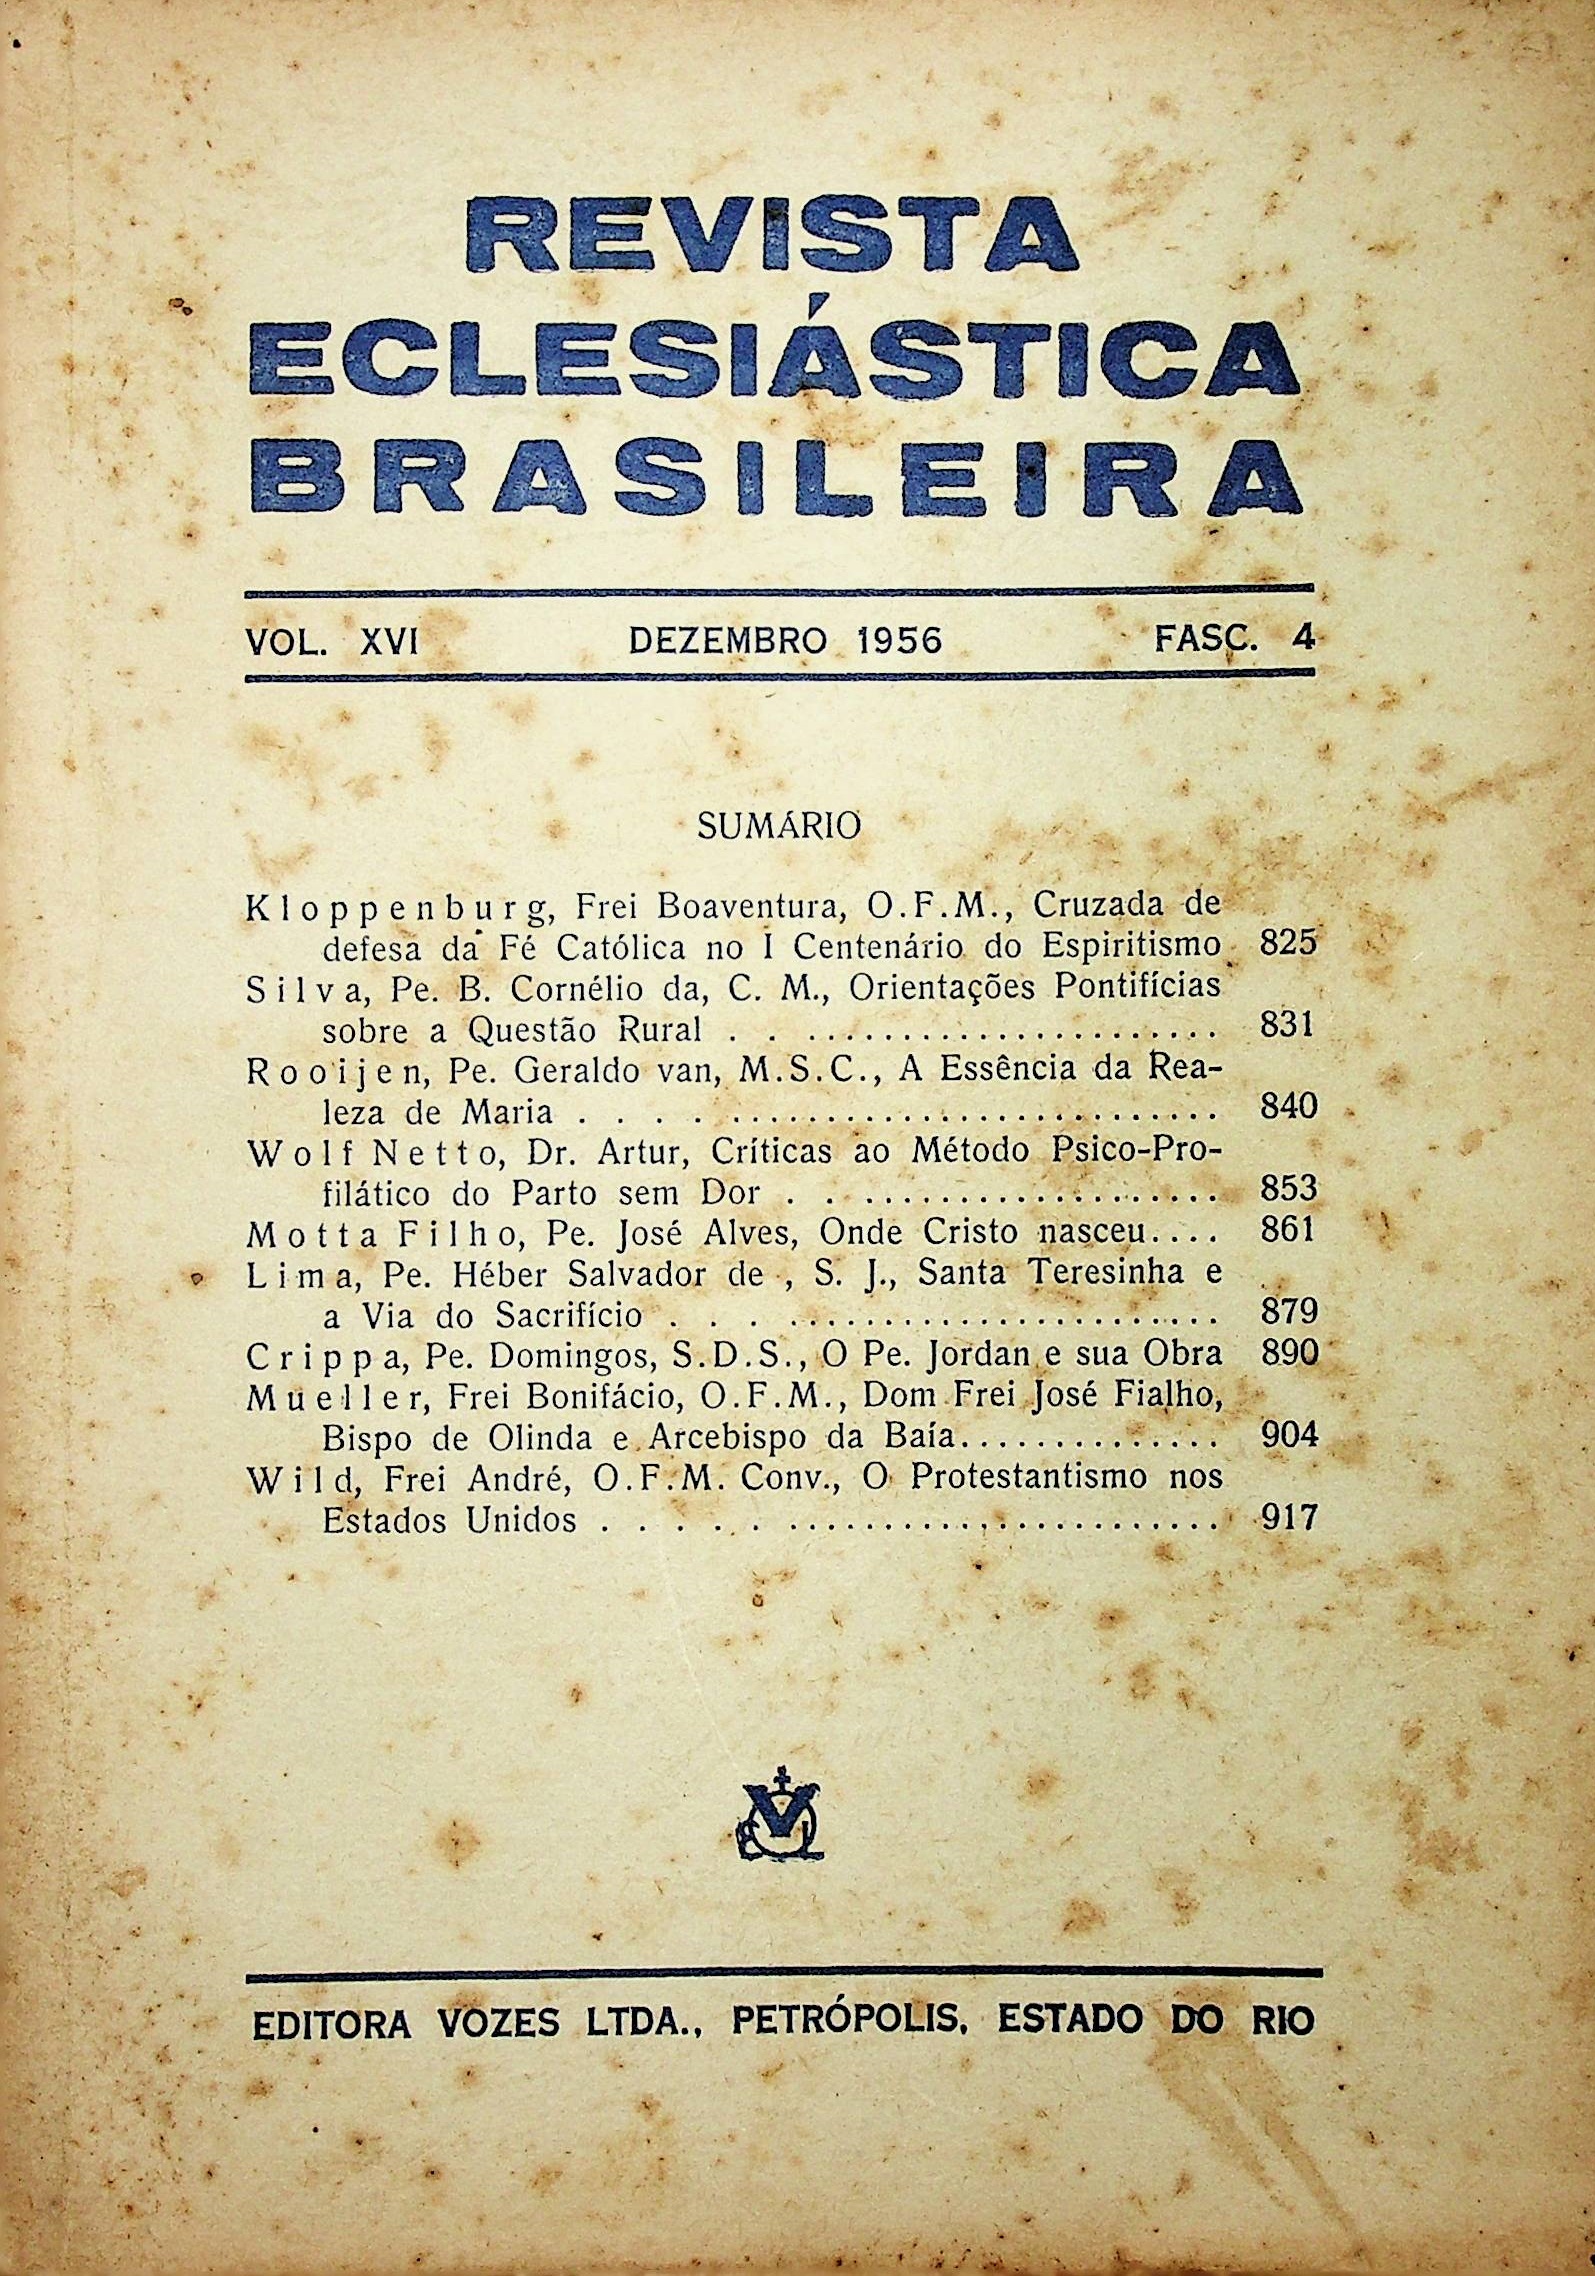 REVISTA
ECLESIÁSTICA
BRASILEIRA
VOL. XVI DEZEMBRO 1956 FASC. 4
SUMÁRIO
Kloppenburg, Frei Boaventura, O.F.M., Cruzada de
defesa da Fé Católica no I Centenário do Espiritismo 825
Silva, Pe. B. Cornélio da, C. M., Orientações Pontifícias
sobre a Questão Rural . . ...................... 831
Rooijen, Pe. Geraldo van, M.S.C., A Essência da Rea-
leza de Maria . . . . .......................... 840
Wolf Netto, Dr. Artur, Críticas ao Método Psico-Pro-
filático do Parto sem Dor . . ................... 853
Motta Filho, Pe. José Alves, Onde Cristo nasceu.... 861
Lima, Pe. Héber Salvador de , S. J., Santa Teresinha e
a Via do Sacrifício . . . ....................... 879
Crippa, Pe. Domingos, S.D.S., O Pe. Jordan e sua Obra 890
Mueller, Frei Bonifácio, O.F.M., Dom Frei José Fialho,
Bispo de Olinda e Arcebispo da Baía.............. 904
Wild, Frei André, O.F.M. Conv., O Protestantismo nos
Estados Unidos . . . . . ....................... 917
V
EDITORA VOZES LTDA., PETRÓPOLIS, ESTADO DO RIO